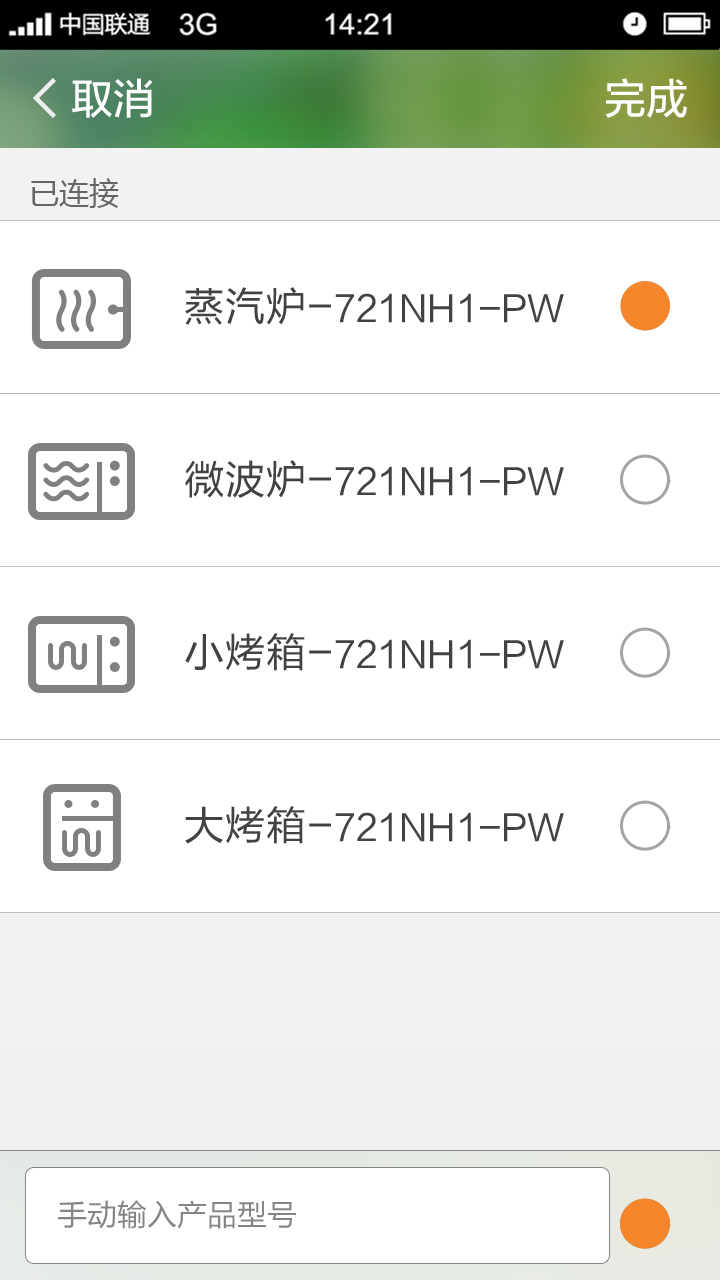 中国联通 3G 14:21
取消 完成
已连接
蒸汽炉-721NH1-PW
微波炉-721NH1-PW
小烤箱-721NH1-PW
大烤箱-721NH1-PW
手动输入产品型号